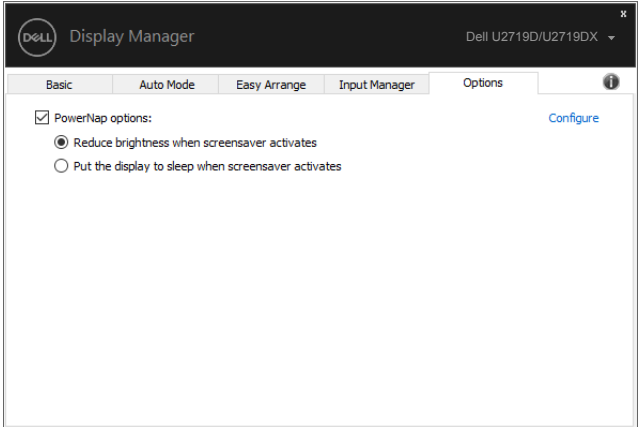 x
DELL Display Manager Dell U2719D/U2719DX
Basic Auto Mode Easy Arrange Input Manager Options i
PowerNap options: Configure
Reduce brightness when screensaver activates
Put the display to sleep when screensaver activates